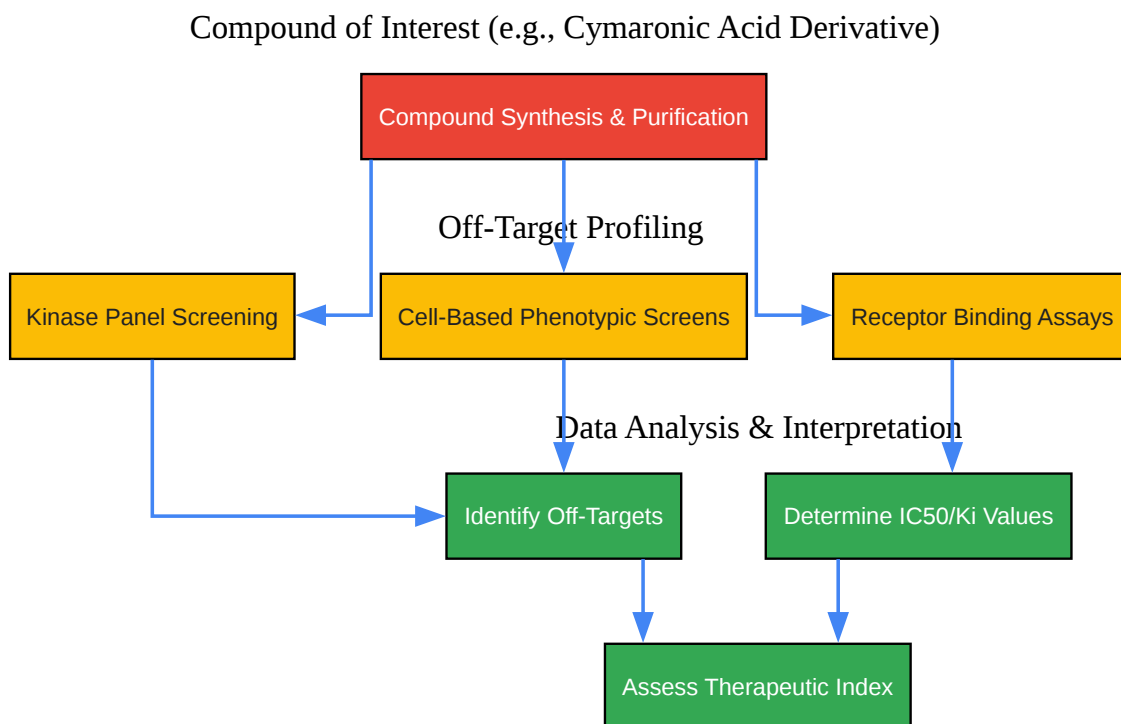 Compound of Interest (e.g., Cymaronic Acid Derivative)
Compound Synthesis & Purification
Off-Target Profiling
Kinase Panel Screening
Cell-Based Phenotypic Screens
Receptor Binding Assays
Data Analysis & Interpretation
Identify Off-Targets
Determine IC50/Ki Values
Assess Therapeutic Index